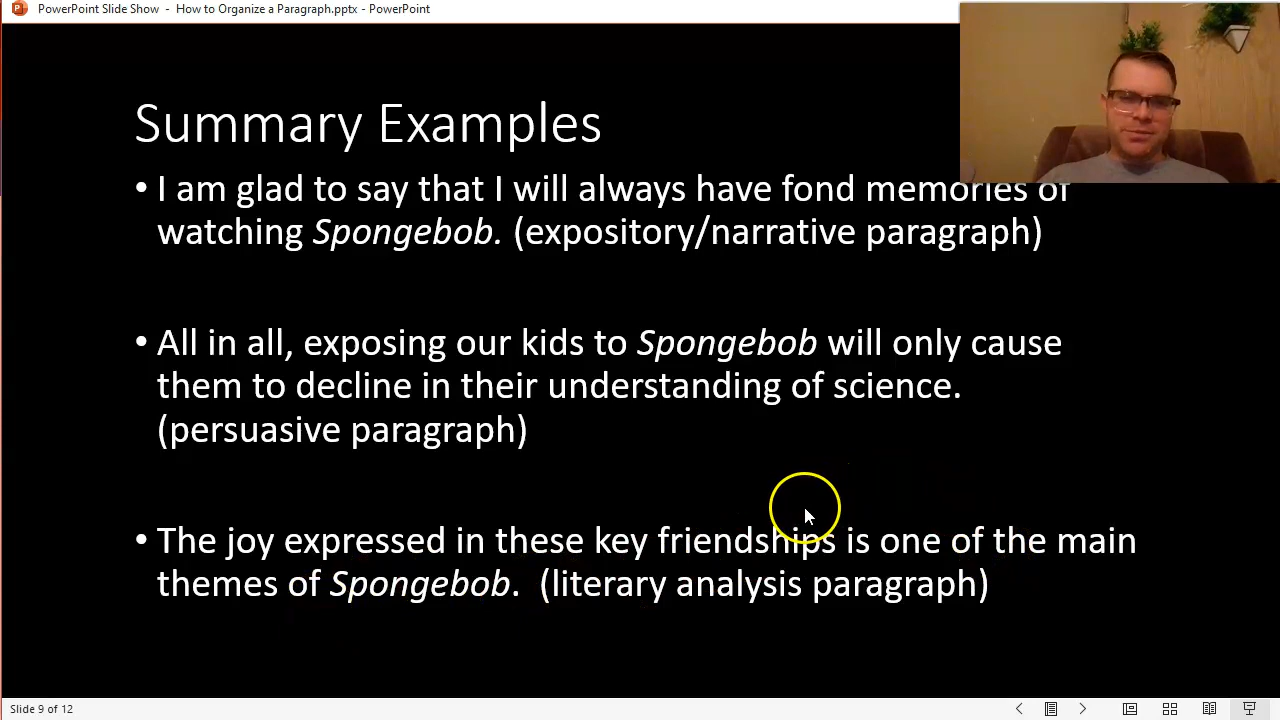 PowerPoint Slide Show - How to Organize a Paragraph.pptx - PowerPoint
Summary Examples
• I am glad to say that I will always have fond memories of
watching Spongebob. (expository/narrative paragraph)
• All in all, exposing our kids to Spongebob will only cause
them to decline in their understanding of science.
(persuasive paragraph)
• The joy expressed in these key friendships is one of the main
themes of Spongebob. (literary analysis paragraph)
Slide 9 of 12